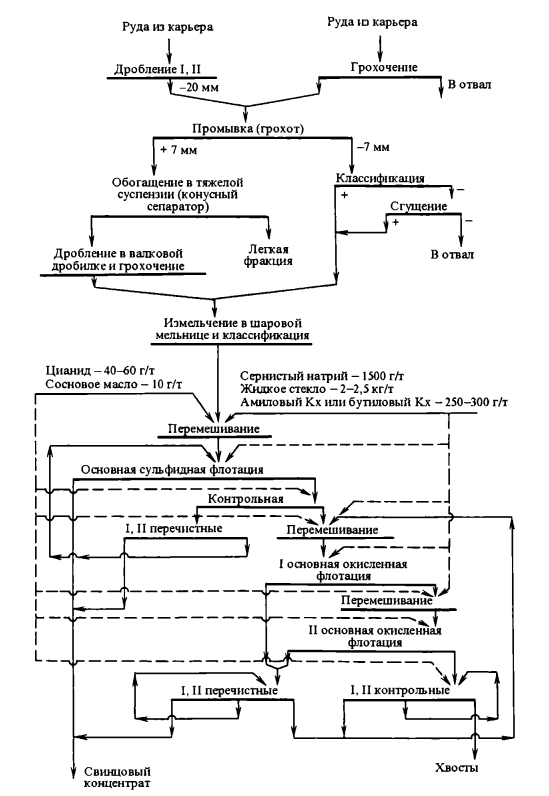 Руда из карьера
Руда из карьера
Дробление I, II
Грохочение
–20 мм
В отвал
Промывка (грохот)
+ 7 мм
–7 мм
Обогащение в тяжелой
суспензии (конусный
сепаратор)
Классификация
+
–
Сгущение
+
–
Дробление в валковой
дробилке и грохочение
Легкая
фракция
В отвал
Измельчение в шаровой
мельнице и классификация
Цианид – 40–60 г/т
Сосновое масло – 10 г/т
Сернистый натрий – 1500 г/т
Жидкое стекло – 2–2,5 кг/т
Амиловый Кх или бутиловый Кх – 250–300 г/т
Перемешивание
Основная сульфидная флотация
Контрольная
I, II перечистные
Перемешивание
I основная окисленная
флотация
Перемешивание
II основная окисленная
флотация
I, II перечистные
I, II контрольные
Свинцовый
концентрат
Хвосты